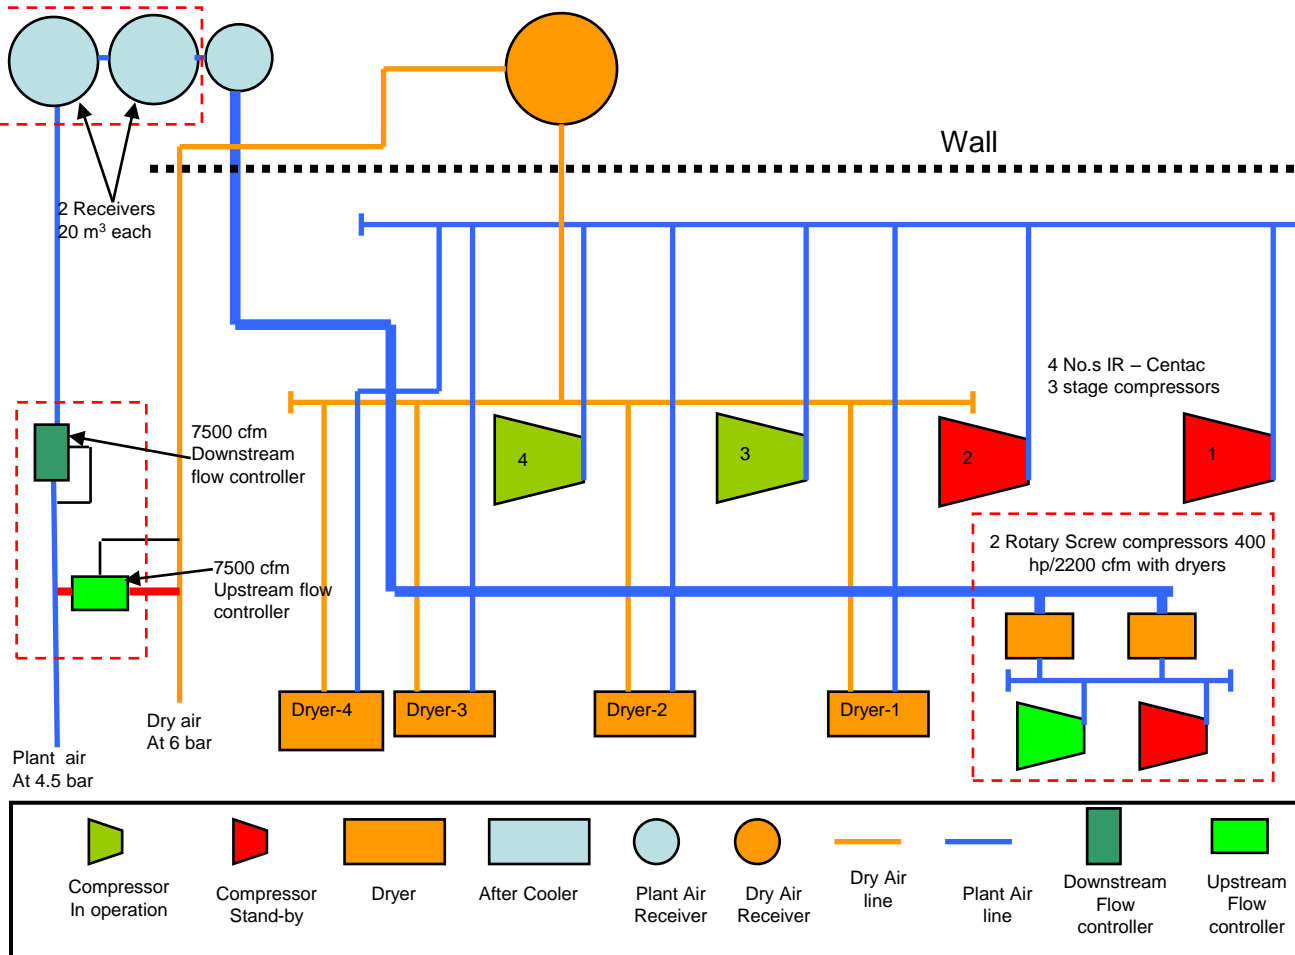 Wall
2 Receivers
20 m³ each
4 No.s IR – Centac
3 stage compressors
7500 cfm
Downstream
flow controller
4
3
2
1
2 Rotary Screw compressors 400
hp/2200 cfm with dryers
7500 cfm
Upstream flow
controller
Dryer-4
Dryer-3
Dryer-2
Dryer-1
Dry air
At 6 bar
Plant air
At 4.5 bar
Compressor
In operation
Compressor
Stand-by
Dryer
After Cooler
Plant Air
Receiver
Dry Air
Receiver
Dry Air
line
Plant Air
line
Downstream
Flow
controller
Upstream
Flow
controller